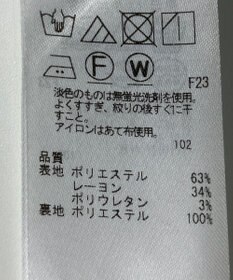 F W
F23
淡色のものは無蛍光洗剤を使用。
よくすすぎ、絞りの後すぐに干
すこと。
アイロンはあて布使用。
102
品質
表地 ポリエステル 63%
レーヨン 34%
ポリウレタン 3%
裏地 ポリエステル 100%